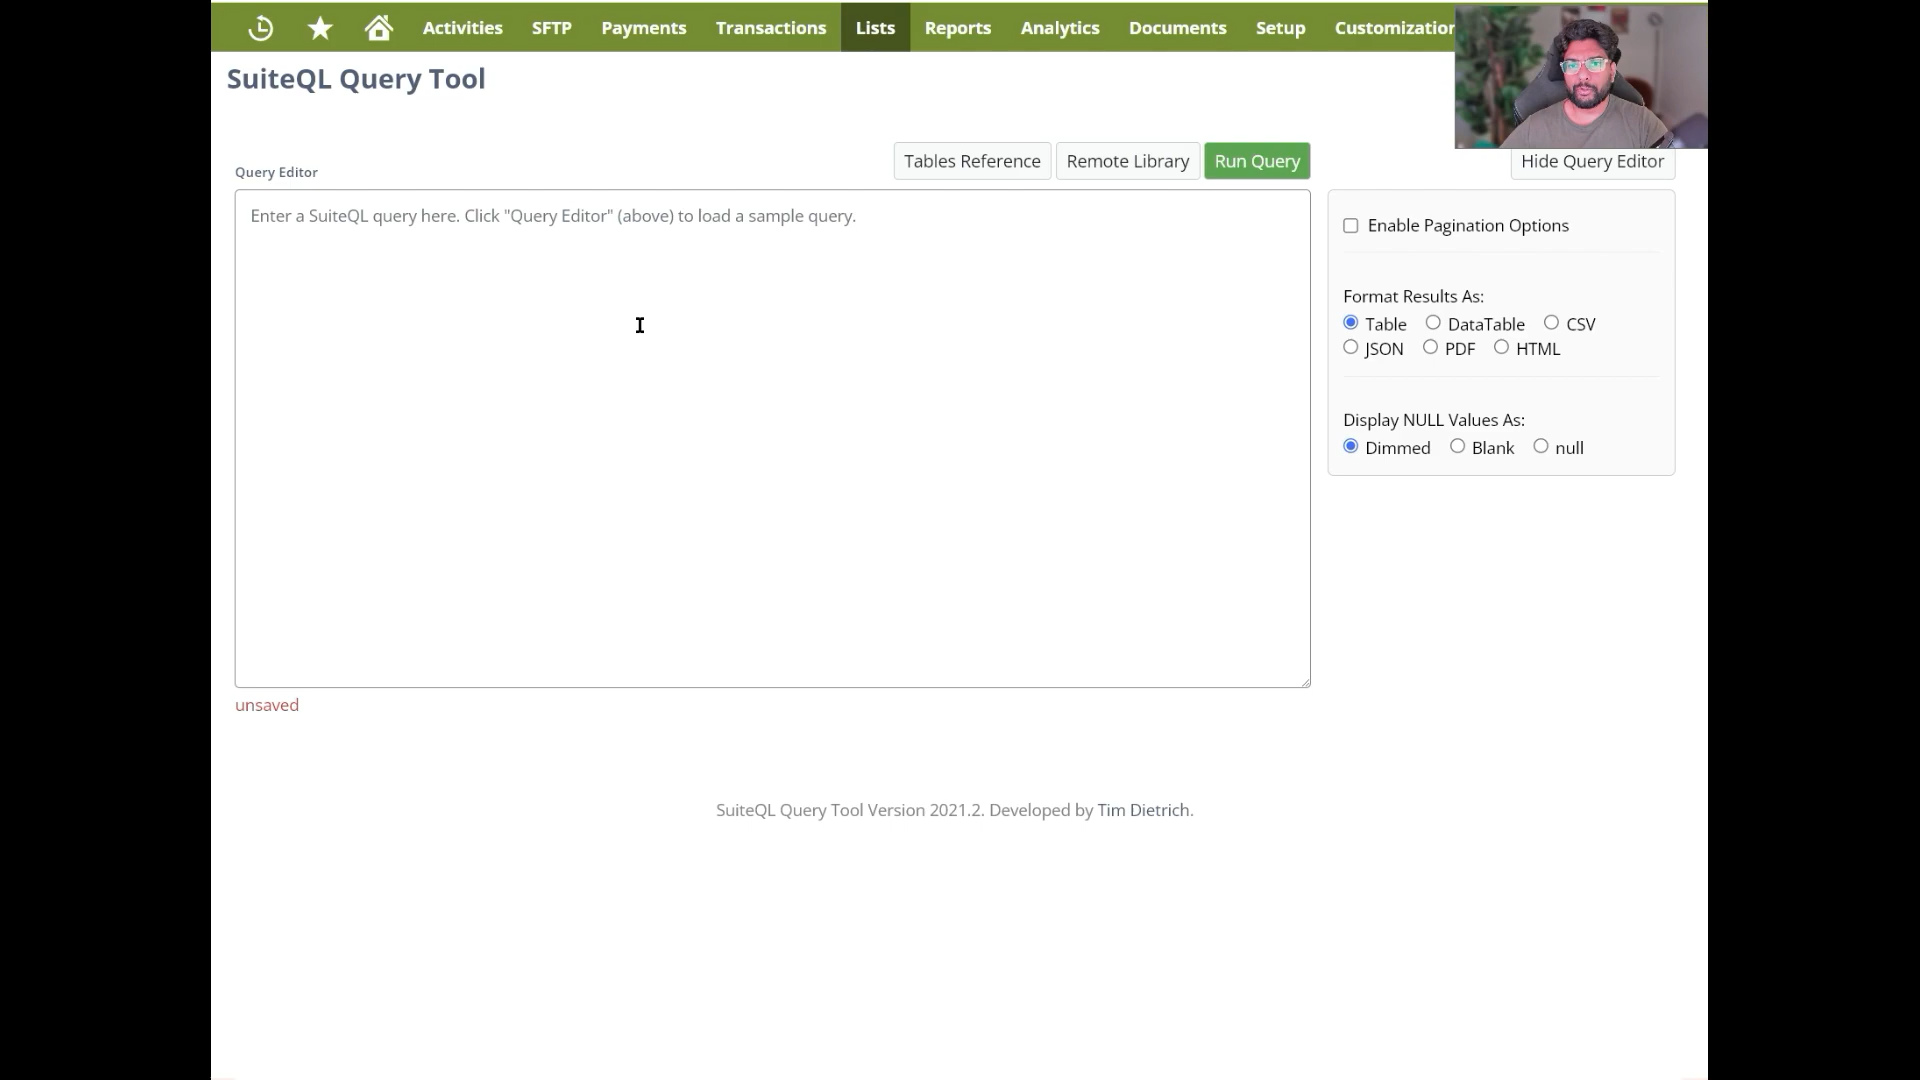 Activities SFTP Payments Transactions Lists Reports Analytics Documents Setup Customization
SuiteQL Query Tool
Query Editor
Tables Reference Remote Library Run Query Hide Query Editor
Enter a SuiteQL query here. Click "Query Editor" (above) to load a sample query.
Enable Pagination Options
Format Results As:
Table DataTable CSV
JSON PDF HTML
Display NULL Values As:
Dimmed Blank null
unsaved
SuiteQL Query Tool Version 2021.2. Developed by Tim Dietrich.